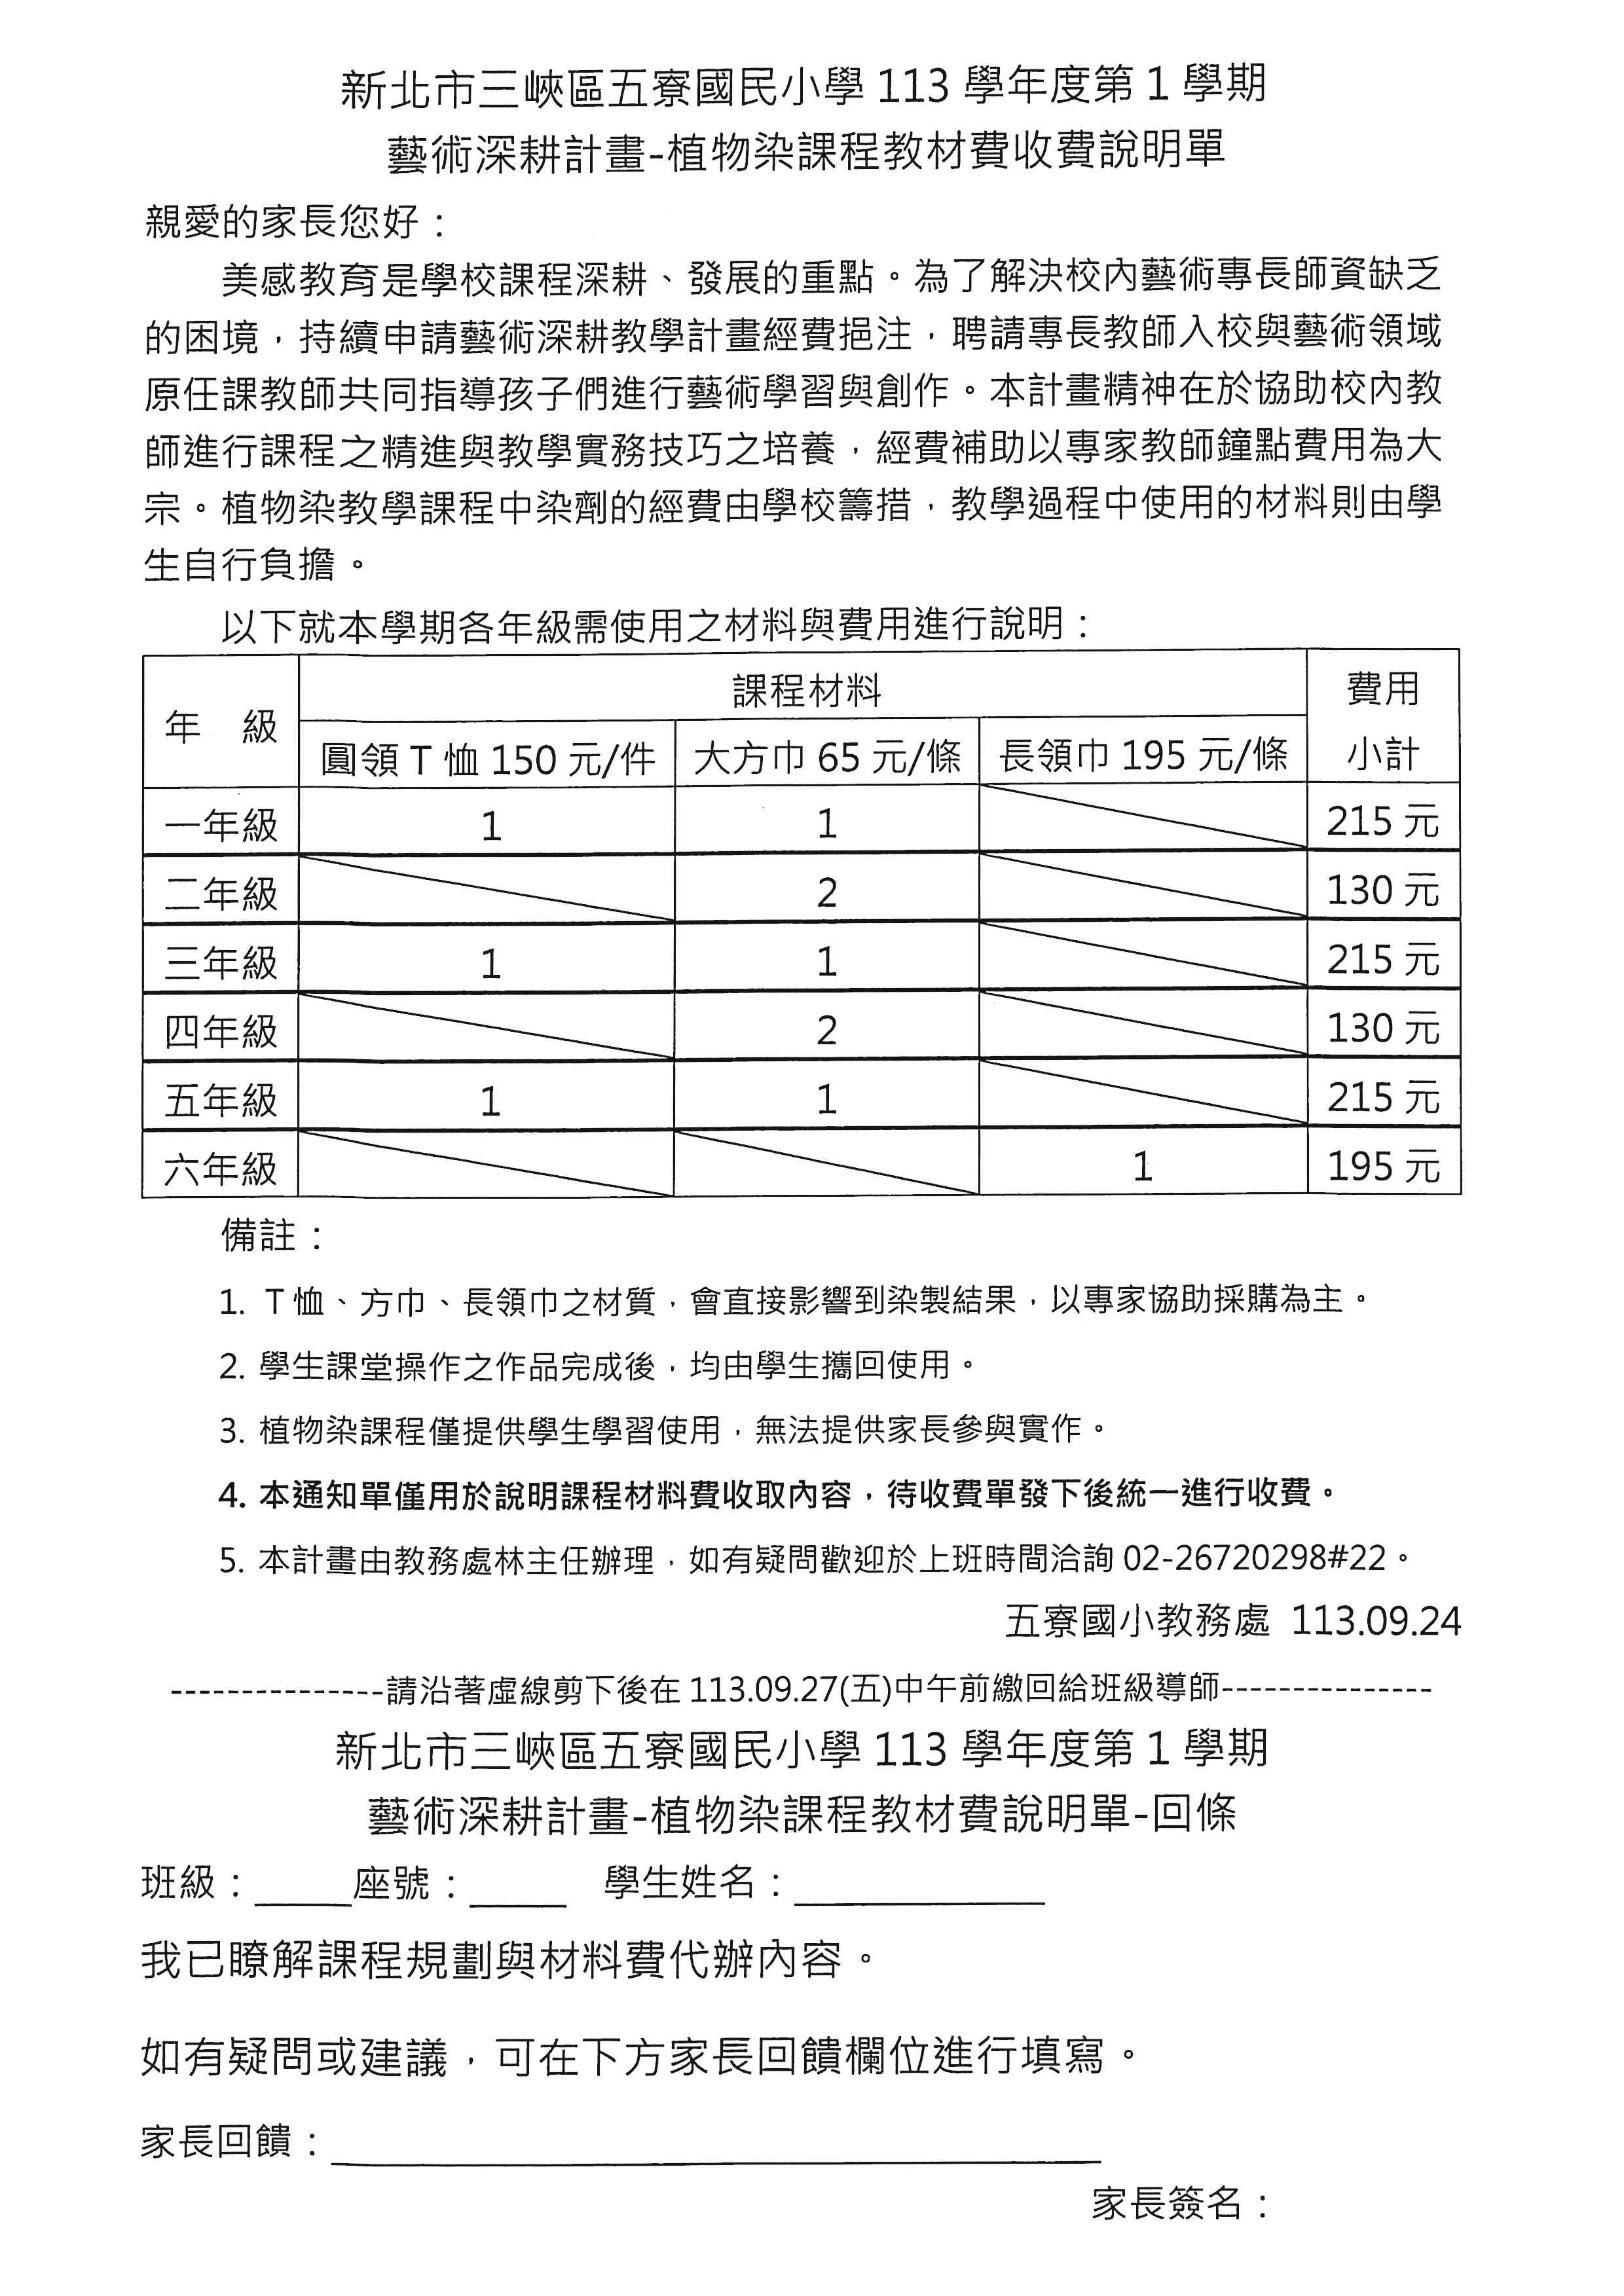 新北市三峽區五寮國民小學 113 學年度第 1 學期
藝術深耕計畫-植物染課程教材費收費說明單
親愛的家長您好：
美感教育是學校課程深耕、發展的重點。為了解決校內藝術專長師資缺乏
的困境，持續申請藝術深耕教學計畫經費挹注，聘請專長教師入校與藝術領域
原任課教師共同指導孩子們進行藝術學習與創作。本計畫精神在於協助校內教
師進行課程之精進與教學實務技巧之培養，經費補助以專家教師鐘點費用為大
宗。植物染教學課程中染劑的經費由學校籌措，教學過程中使用的材料則由學
生自行負擔。
以下就本學期各年級需使用之材料與費用進行說明：
年 級 課程材料 費用小計
圓領 T 恤 150 元/件 大方巾 65 元/條 長領巾 195 元/條
一年級 1 1 215 元
二年級 2 130 元
三年級 1 1 215 元
四年級 2 130 元
五年級 1 1 215 元
六年級 1 195 元
備註：
1. T 恤、方巾、長領巾之材質，會直接影響到染製結果，以專家協助採購為主。
2. 學生課堂操作之作品完成後，均由學生攜回使用。
3. 植物染課程僅提供學生學習使用，無法提供家長參與實作。
4. 本通知單僅用於說明課程材料費收取內容，待收費單發下後統一進行收費。
5. 本計畫由教務處林主任辦理，如有疑問歡迎於上班時間洽詢 02-26720298#22。
五寮國小教務處 113.09.24
---------------請沿著虛線剪下後在 113.09.27(五)中午前繳回給班級導師---------------
新北市三峽區五寮國民小學 113 學年度第 1 學期
藝術深耕計畫-植物染課程教材費說明單-回條
班級：_____座號：_____ 學生姓名：_____________
我已瞭解課程規劃與材料費代辦內容。
如有疑問或建議，可在下方家長回饋欄位進行填寫。
家長回饋：________________________________________
家長簽名：